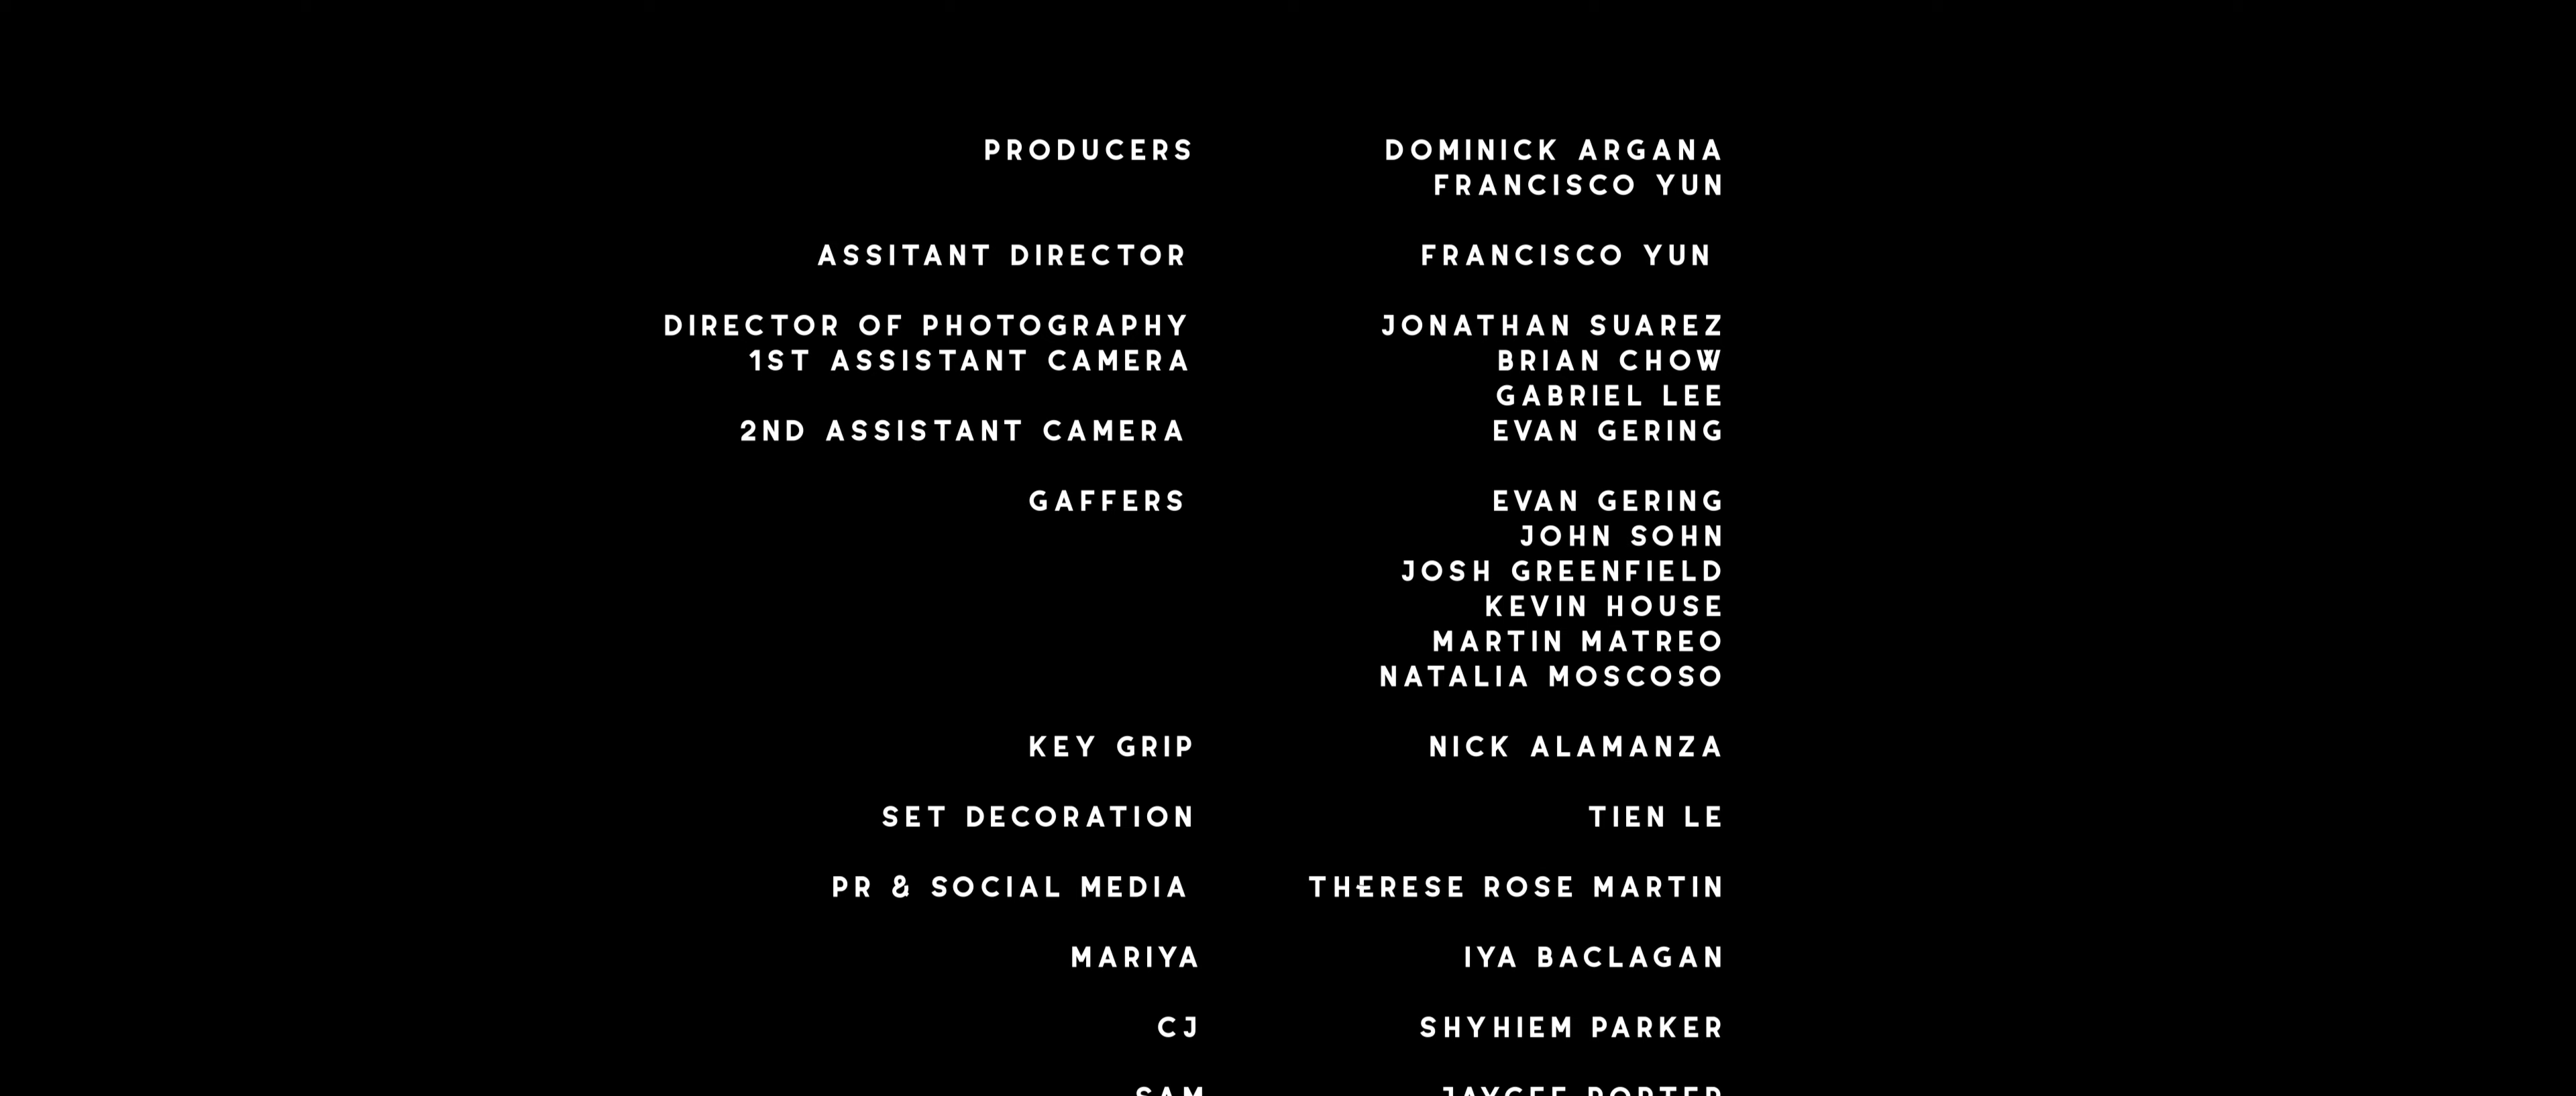 PRODUCERS DOMINICK ARGANA
FRANCISCO YUN
ASSITANT DIRECTOR FRANCISCO YUN
DIRECTOR OF PHOTOGRAPHY JONATHAN SUAREZ
1ST ASSISTANT CAMERA BRIAN CHOW
GABRIEL LEE
2ND ASSISTANT CAMERA EVAN GERING
GAFFERS EVAN GERING
JOHN SOHN
JOSH GREENFIELD
KEVIN HOUSE
MARTIN MATREO
NATALIA MOSCOSO
KEY GRIP NICK ALAMANZA
SET DECORATION TIEN LE
PR & SOCIAL MEDIA THERESE ROSE MARTIN
MARIYA IYA BACLAGAN
CJ SHYHIEM PARKER
SAM